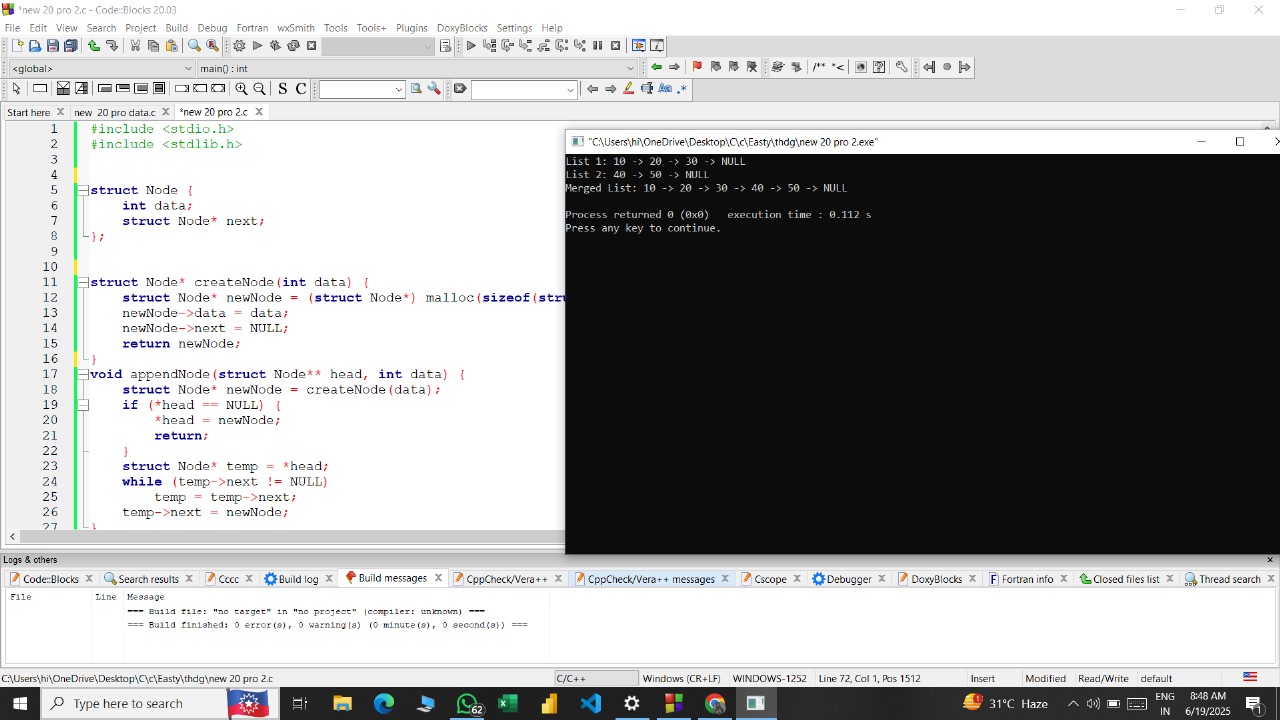 *new 20 pro 2.c - Code::Blocks 20.03
File Edit View Search Project Build Debug Fortran wxSmith Tools Tools+ Plugins DoxyBlocks Settings Help
<global> main() : int
/** *<
S C
Aa .*
Start here new 20 pro data.c *new 20 pro 2.c
1 #include <stdio.h>
2 #include <stdlib.h>
3
4
5 struct Node {
6 int data;
7 struct Node* next;
8 };
9
10
11 struct Node* createNode(int data) {
12 struct Node* newNode = (struct Node*) malloc(sizeof(stru
13 newNode->data = data;
14 newNode->next = NULL;
15 return newNode;
16 }
17 void appendNode(struct Node** head, int data) {
18 struct Node* newNode = createNode(data);
19 if (*head == NULL) {
20 *head = newNode;
21 return;
22 }
23 struct Node* temp = *head;
24 while (temp->next != NULL)
25 temp = temp->next;
26 temp->next = newNode;
27 }
"C:\Users\hi\OneDrive\Desktop\C\c\Easty\thdg\new 20 pro 2.exe"
List 1: 10 -> 20 -> 30 -> NULL
List 2: 40 -> 50 -> NULL
Merged List: 10 -> 20 -> 30 -> 40 -> 50 -> NULL
Process returned 0 (0x0) execution time : 0.112 s
Press any key to continue.
Logs & others
Code::Blocks Search results Cccc Build log Build messages CppCheck/Vera++ CppCheck/Vera++ messages Cscope Debugger DoxyBlocks Fortran info Closed files list Thread search
File Line Message
=== Build file: "no target" in "no project" (compiler: unknown) ===
=== Build finished: 0 error(s), 0 warning(s) (0 minute(s), 0 second(s)) ===
C:\Users\hi\OneDrive\Desktop\C\c\Easty\thdg\new 20 pro 2.c C/C++ Windows (CR+LF) WINDOWS-1252 Line 72, Col 1, Pos 1512 Insert Modified Read/Write default
Type here to search 62 31°C Haze ENG IN 8:48 AM 6/19/2025 1